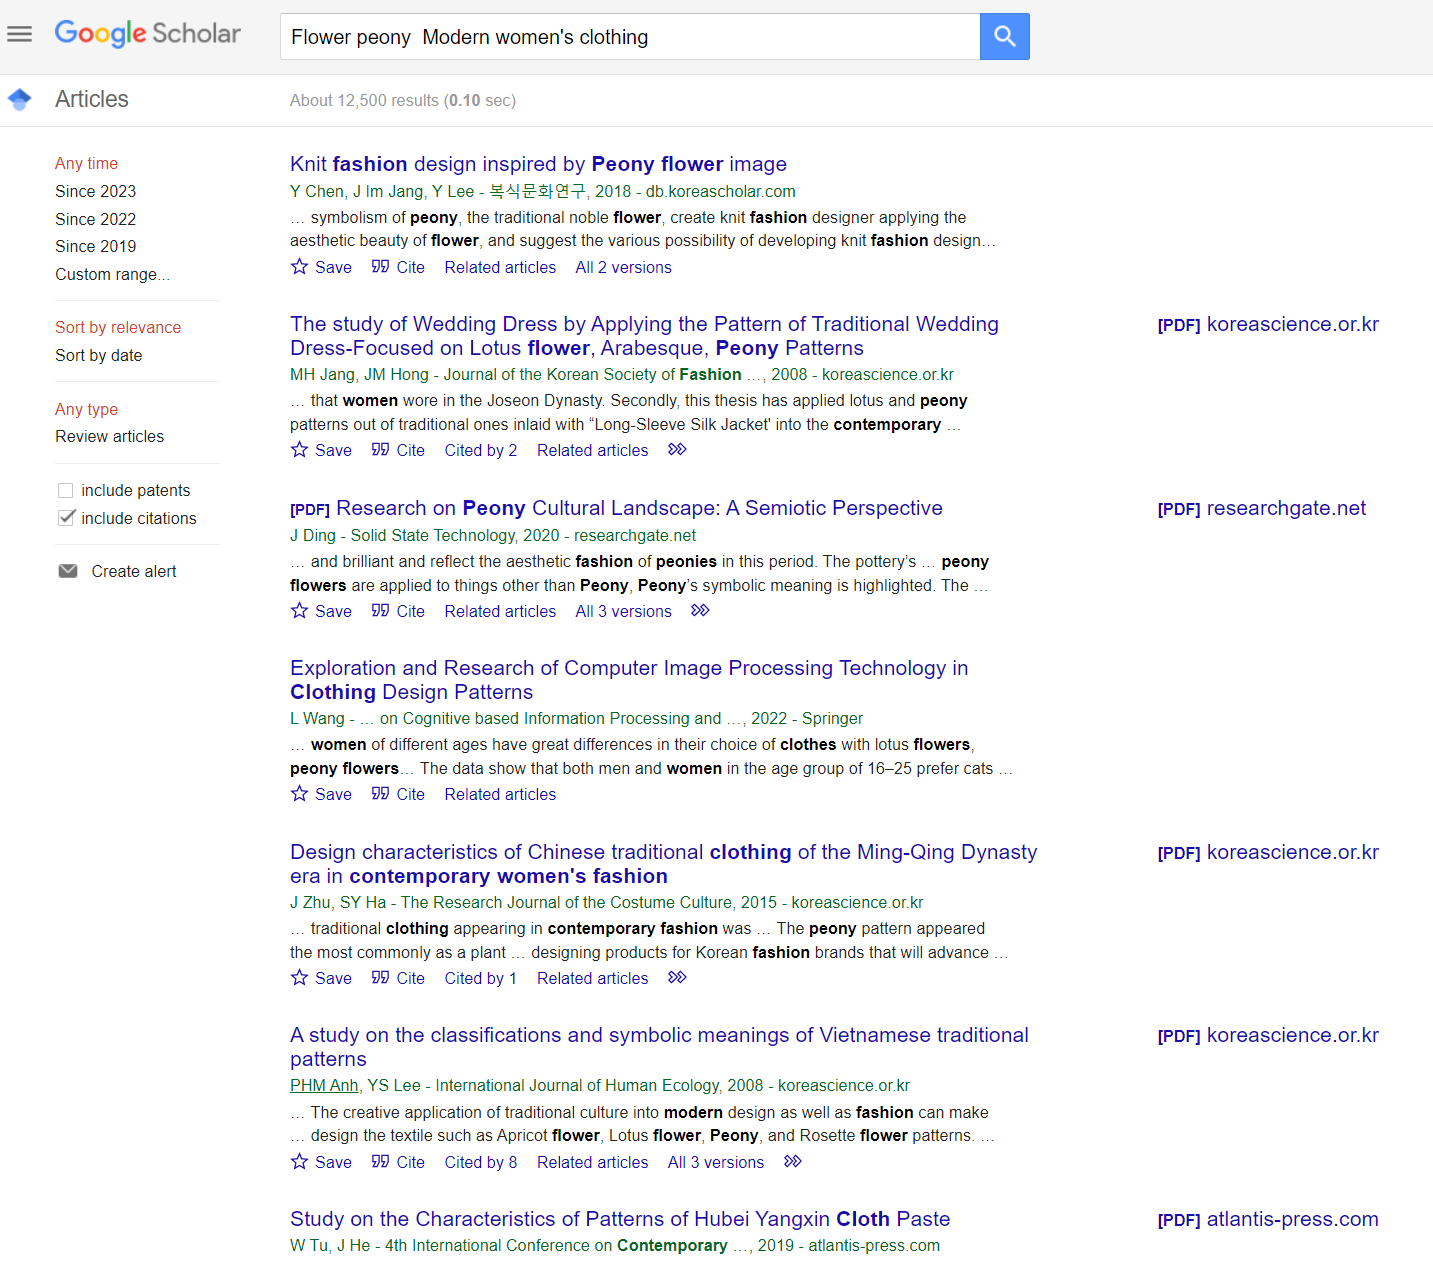 Google Scholar
Flower peony  Modern women's clothing
Articles
About 12,500 results (0.10 sec)
Any time
Since 2023
Since 2022
Since 2019
Custom range...
Sort by relevance
Sort by date
Any type
Review articles
include patents
include citations
Create alert
Knit fashion design inspired by Peony flower image
Y Chen, J Im Jang, Y Lee - 복식문화연구, 2018 - db.koreascholar.com
… symbolism of peony, the traditional noble flower, create knit fashion designer applying the
aesthetic beauty of flower, and suggest the various possibility of developing knit fashion design…
Save Cite Related articles All 2 versions
The study of Wedding Dress by Applying the Pattern of Traditional Wedding
Dress-Focused on Lotus flower, Arabesque, Peony Patterns
[PDF] koreascience.or.kr
MH Jang, JM Hong - Journal of the Korean Society of Fashion …, 2008 - koreascience.or.kr
… that women wore in the Joseon Dynasty. Secondly, this thesis has applied lotus and peony
patterns out of traditional ones inlaid with “Long-Sleeve Silk Jacket' into the contemporary …
Save Cite Cited by 2 Related articles
[PDF] Research on Peony Cultural Landscape: A Semiotic Perspective
[PDF] researchgate.net
J Ding - Solid State Technology, 2020 - researchgate.net
… and brilliant and reflect the aesthetic fashion of peonies in this period. The pottery’s … peony
flowers are applied to things other than Peony, Peony’s symbolic meaning is highlighted. The …
Save Cite Related articles All 3 versions
Exploration and Research of Computer Image Processing Technology in
Clothing Design Patterns
L Wang - … on Cognitive based Information Processing and …, 2022 - Springer
… women of different ages have great differences in their choice of clothes with lotus flowers,
peony flowers… The data show that both men and women in the age group of 16–25 prefer cats …
Save Cite Related articles
Design characteristics of Chinese traditional clothing of the Ming-Qing Dynasty
era in contemporary women's fashion
[PDF] koreascience.or.kr
J Zhu, SY Ha - The Research Journal of the Costume Culture, 2015 - koreascience.or.kr
… traditional clothing appearing in contemporary fashion was … The peony pattern appeared
the most commonly as a plant … designing products for Korean fashion brands that will advance …
Save Cite Cited by 1 Related articles
A study on the classifications and symbolic meanings of Vietnamese traditional
patterns
[PDF] koreascience.or.kr
PHM Anh, YS Lee - International Journal of Human Ecology, 2008 - koreascience.or.kr
… The creative application of traditional culture into modern design as well as fashion can make
… design the textile such as Apricot flower, Lotus flower, Peony, and Rosette flower patterns. …
Save Cite Cited by 8 Related articles All 3 versions
Study on the Characteristics of Patterns of Hubei Yangxin Cloth Paste
[PDF] atlantis-press.com
W Tu, J He - 4th International Conference on Contemporary …, 2019 - atlantis-press.com